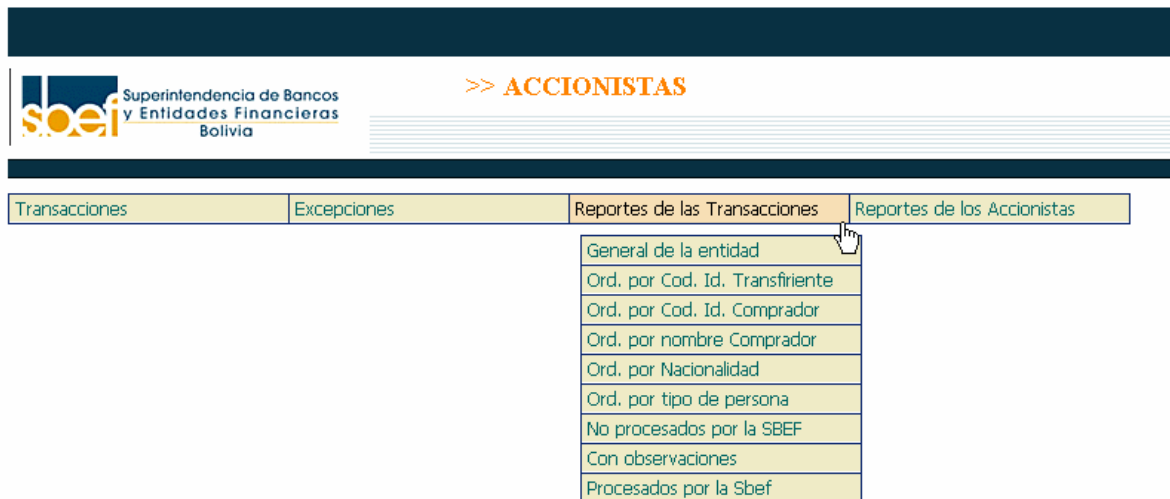 >> ACCIONISTAS
sbef
Superintendencia de Bancos
y Entidades Financieras
Bolivia
Transacciones
Excepciones
Reportes de las Transacciones
Reportes de los Accionistas
General de la entidad
Ord. por Cod. Id. Transfiriente
Ord. por Cod. Id. Comprador
Ord. por nombre Comprador
Ord. por Nacionalidad
Ord. por tipo de persona
No procesados por la SBEF
Con observaciones
Procesados por la Sbef